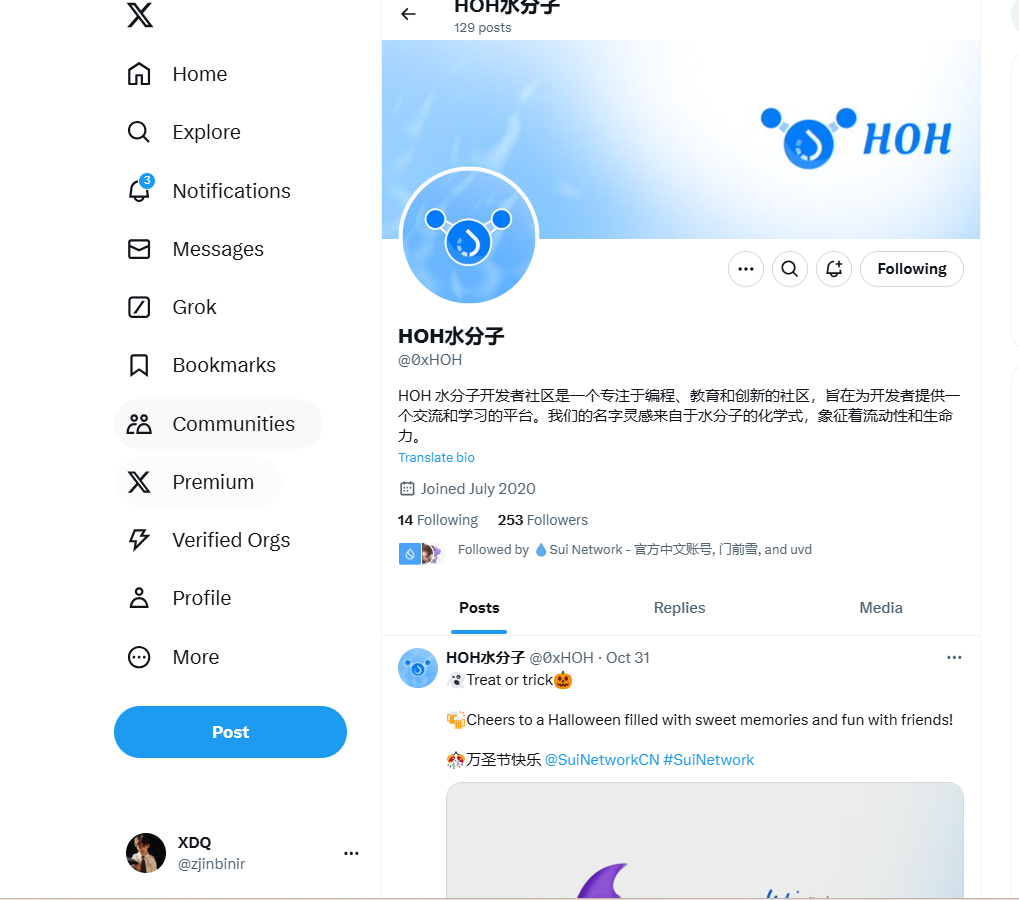 HOH水分子
129 posts
Home
Explore
3
Notifications
Messages
Grok
Bookmarks
Communities
Premium
Verified Orgs
Profile
More
Post
XDQ
@zjinbinir
HOH
Following
HOH水分子
@0xHOH
HOH 水分子开发者社区是一个专注于编程、教育和创新的社区，旨在为开发者提供一
个交流和学习的平台。我们的名字灵感来自于水分子的化学式，象征着流动性和生命
力。
Translate bio
Joined July 2020
14 Following 253 Followers
Followed by 💧Sui Network - 官方中文账号, 门前雪, and uvd
Posts Replies Media
HOH水分子 @0xHOH · Oct 31
👻Treat or trick🎃
🍻Cheers to a Halloween filled with sweet memories and fun with friends!
万圣节快乐 @SuiNetworkCN #SuiNetwork